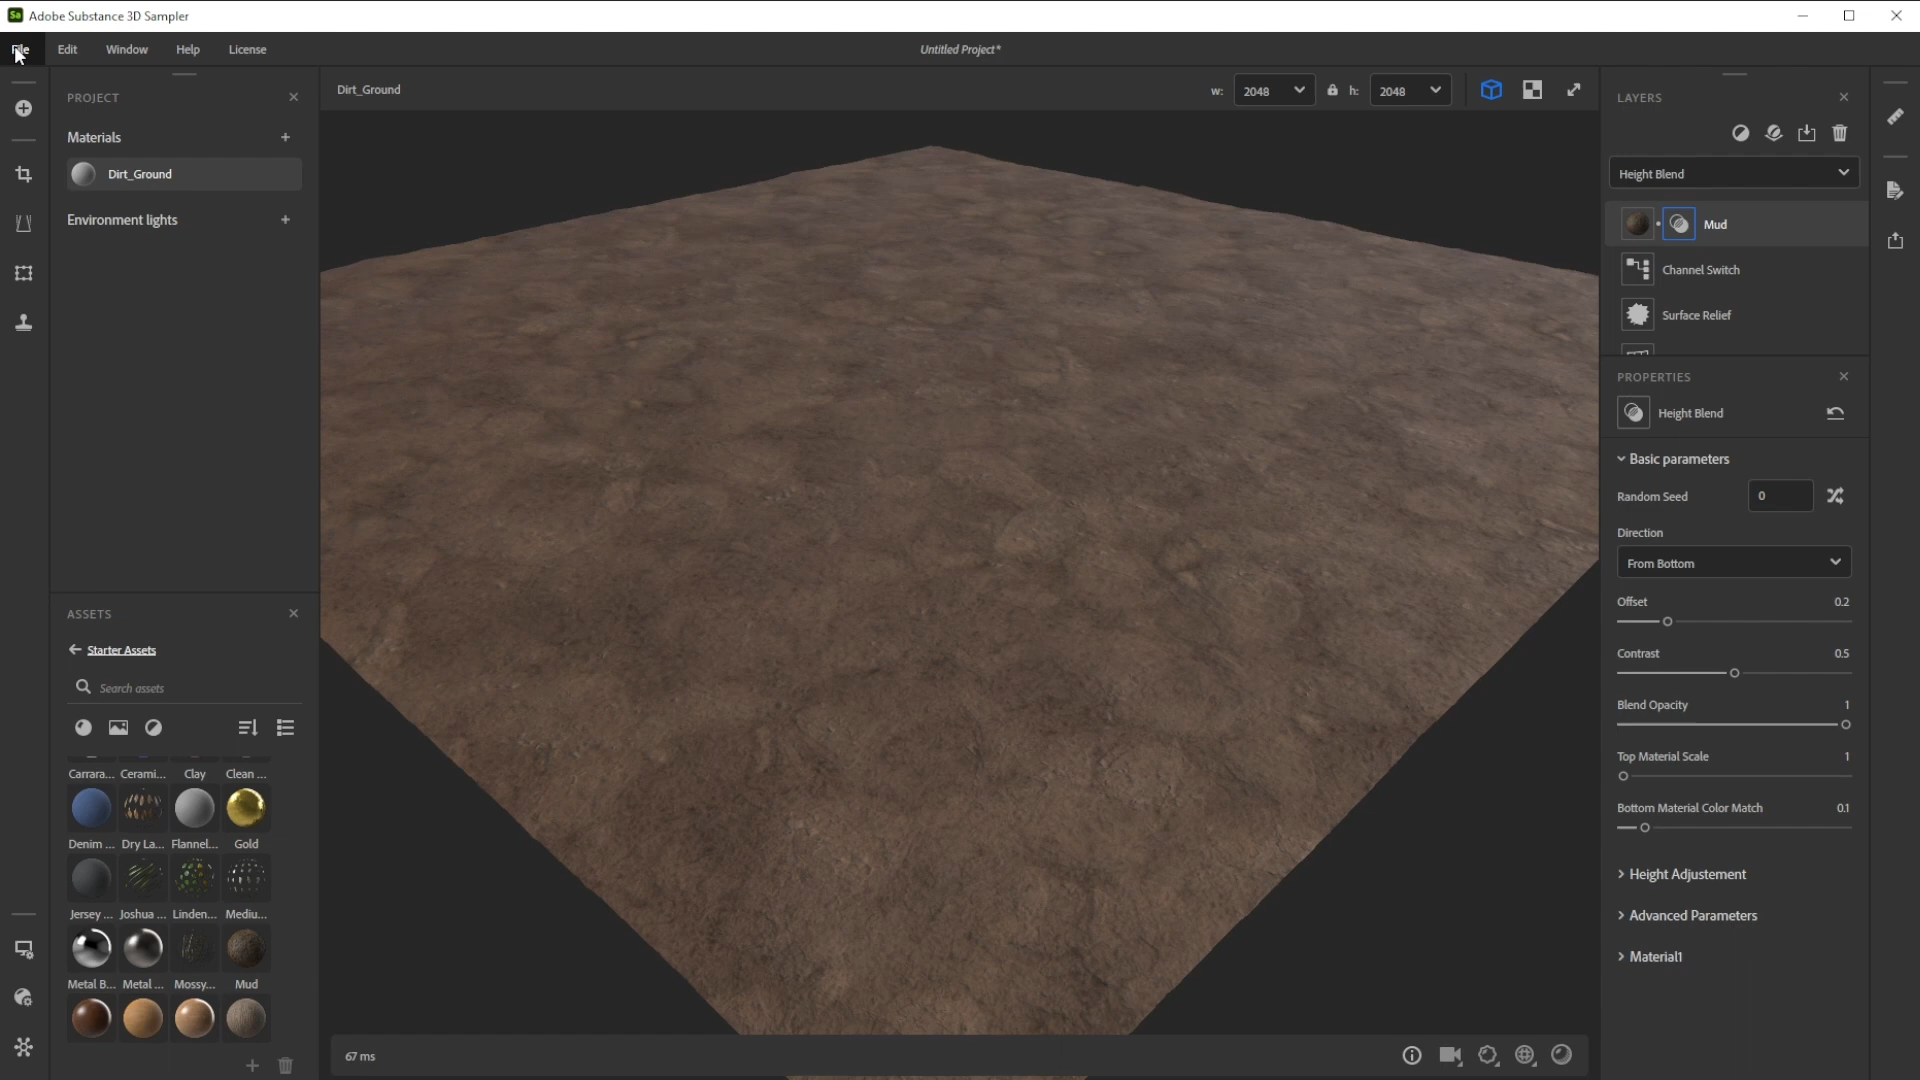 Sa Adobe Substance 3D Sampler
File Edit Window Help License
Untitled Project*
PROJECT
Materials
Dirt_Ground
Environment lights
ASSETS
Starter Assets
Search assets
Carrara... Cerami... Clay Clean ...
Denim ... Dry La... Flannel... Gold
Jersey ... Joshua ... Linden... Mediu...
Metal B... Metal ... Mossy... Mud
Dirt_Ground
w: 2048 h: 2048
67 ms
LAYERS
Height Blend
Mud
Channel Switch
Surface Relief
PROPERTIES
Height Blend
Basic parameters
Random Seed 0
Direction
From Bottom
Offset 0.2
Contrast 0.5
Blend Opacity 1
Top Material Scale 1
Bottom Material Color Match 0.1
Height Adjustement
Advanced Parameters
Material1